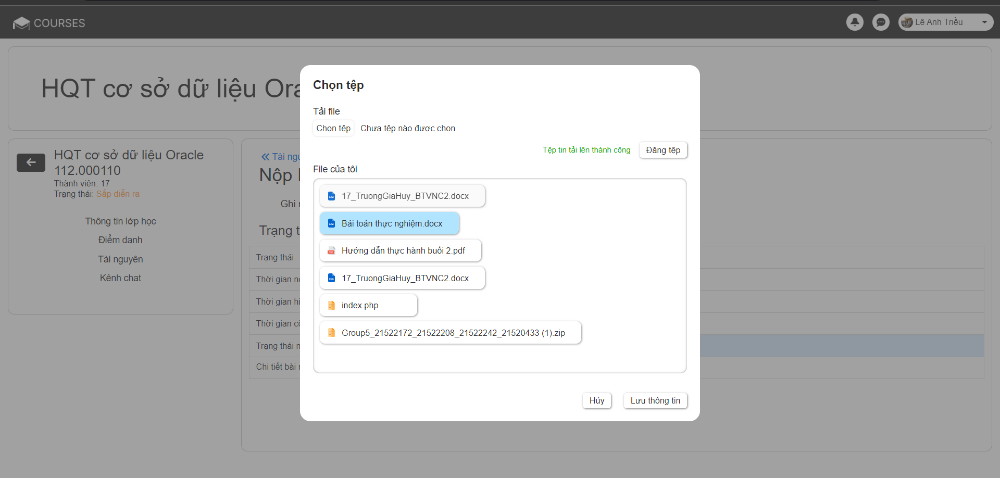 COURSES
Lê Anh Triều
HQT cơ sở dữ liệu Ora
HQT cơ sở dữ liệu Oracle
112.000110
Thành viên: 17
Trạng thái: Sắp diễn ra
Thông tin lớp học
Điểm danh
Tài nguyên
Kênh chat
Tài ngu
Nộp
Ghi
Trạng t
Trạng thái
Thời gian nộ
Thời gian hi
Thời gian cò
Trạng thái n
Chi tiết bài
Chọn tệp
Tải file
Chọn tệp Chưa tệp nào được chọn
Tệp tin tải lên thành công Đăng tệp
File của tôi
17_TruongGiaHuy_BTVNC2.docx
Bái toán thực nghiệm.docx
Hướng dẫn thực hành buổi 2.pdf
17_TruongGiaHuy_BTVNC2.docx
index.php
Group5_21522172_21522208_21522242_21520433 (1).zip
Hủy Lưu thông tin